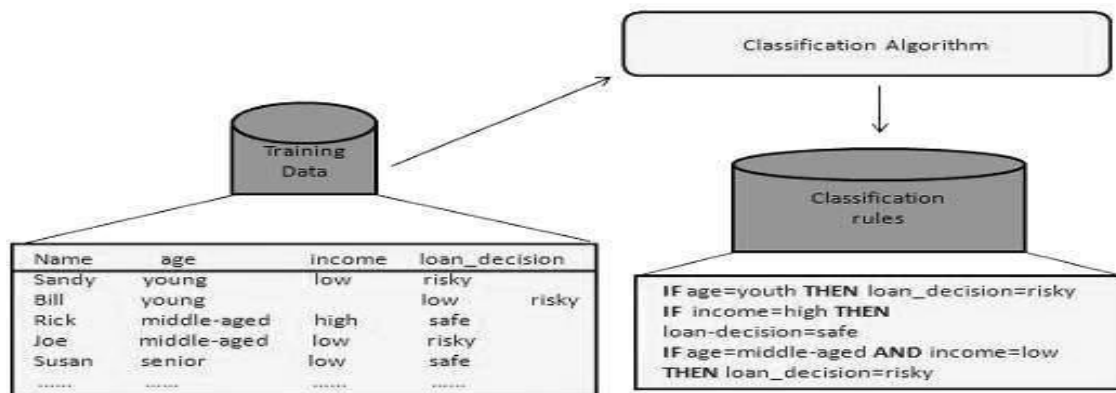 Classification Algorithm
Training
Data
Name age income loan_decision
Sandy young low risky
Bill young low risky
Rick middle-aged high safe
Joe middle-aged low risky
Susan senior low safe
...... ...... ...... ......
Classification
rules
IF age=youth THEN loan_decision=risky
IF income=high THEN
loan-decision=safe
IF age=middle-aged AND income=low
THEN loan_decision=risky